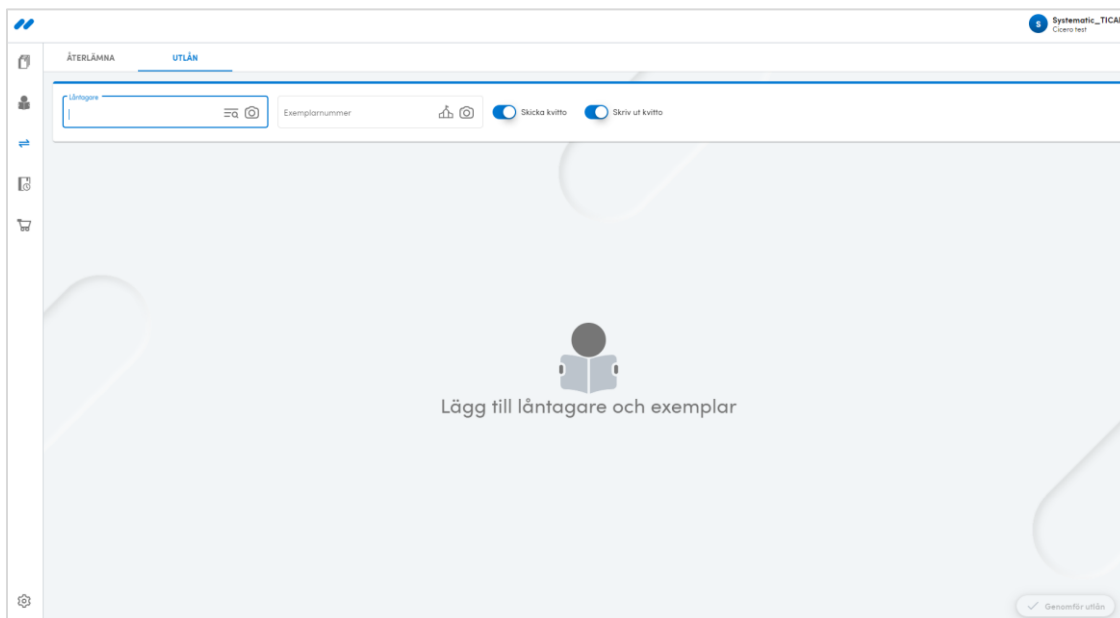 s
Systematic_TICA
Cicero test
ÅTERLÄMNA
UTLÅN
Låntagare
Exemplarnummer
Skicka kvitto
Skriv ut kvitto
Lägg till låntagare och exemplar
Genomför utlån